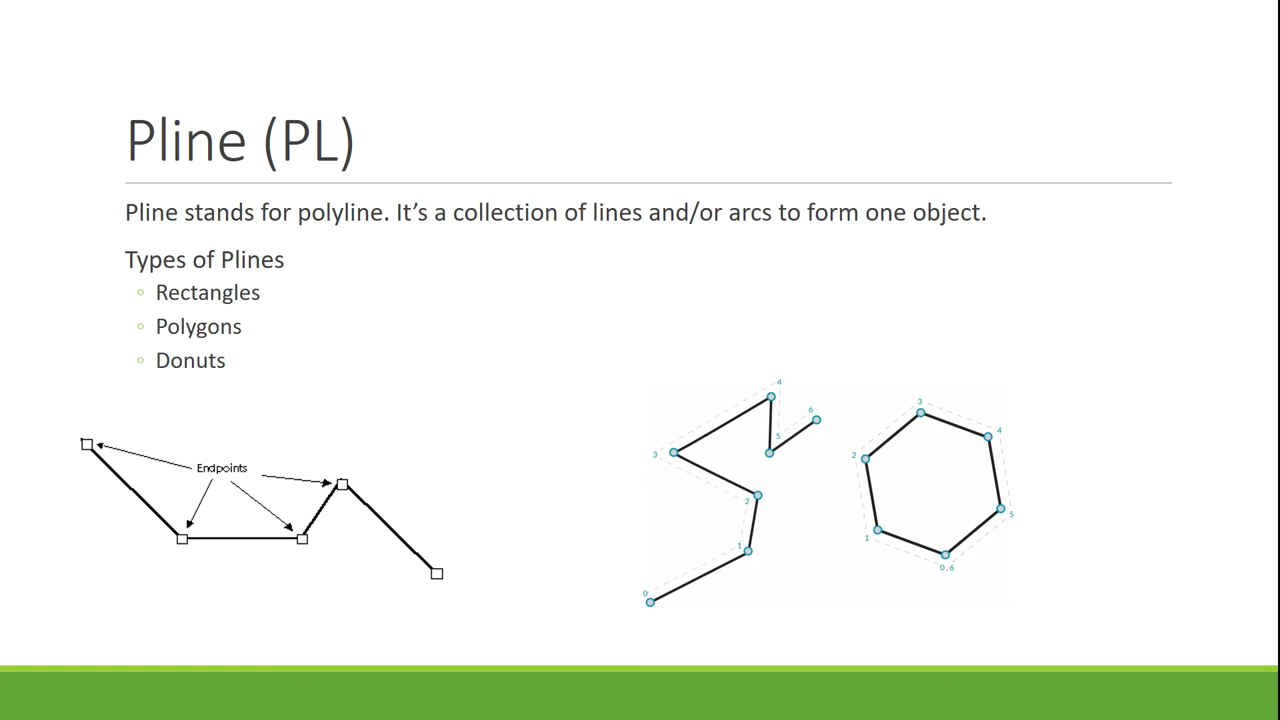 Pline (PL)
Pline stands for polyline. It’s a collection of lines and/or arcs to form one object.
Types of Plines
Rectangles
Polygons
Donuts
Endpoints
0
1
2
3
4
5
6
0,6
1
2
3
4
5